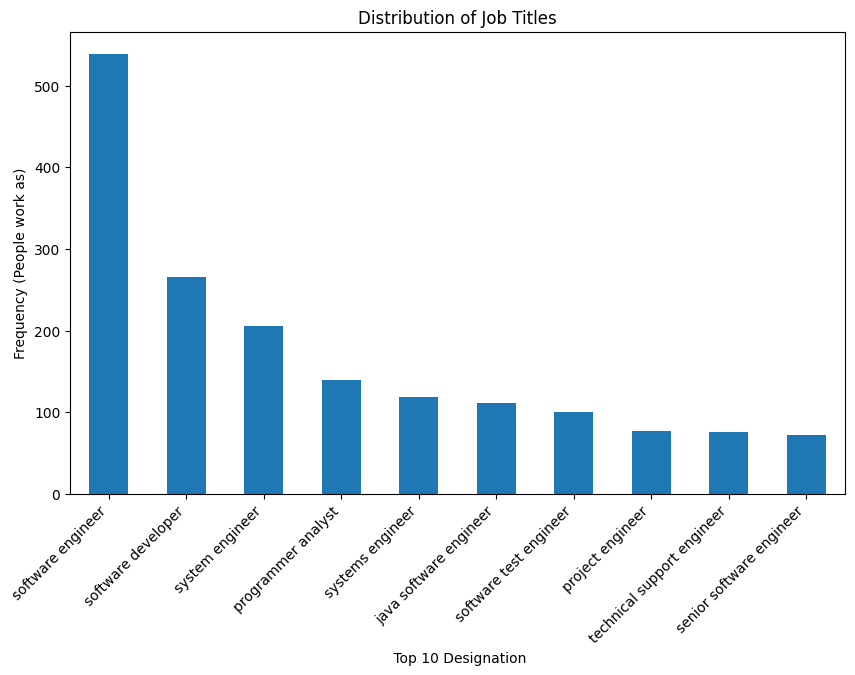 Distribution of Job Titles
Frequency (People work as)
500
400
300
200
100
0
software engineer
software developer
system engineer
programmer analyst
systems engineer
java software engineer
software test engineer
project engineer
technical support engineer
senior software engineer
Top 10 Designation